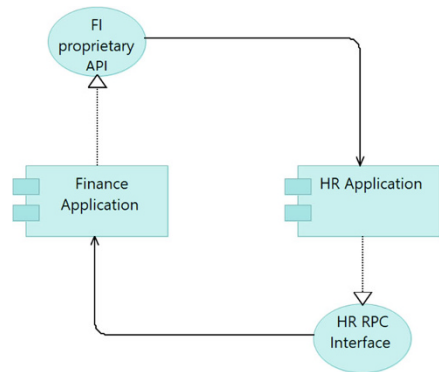 FI
proprietary
API
Finance
Application
HR Application
HR RPC
Interface